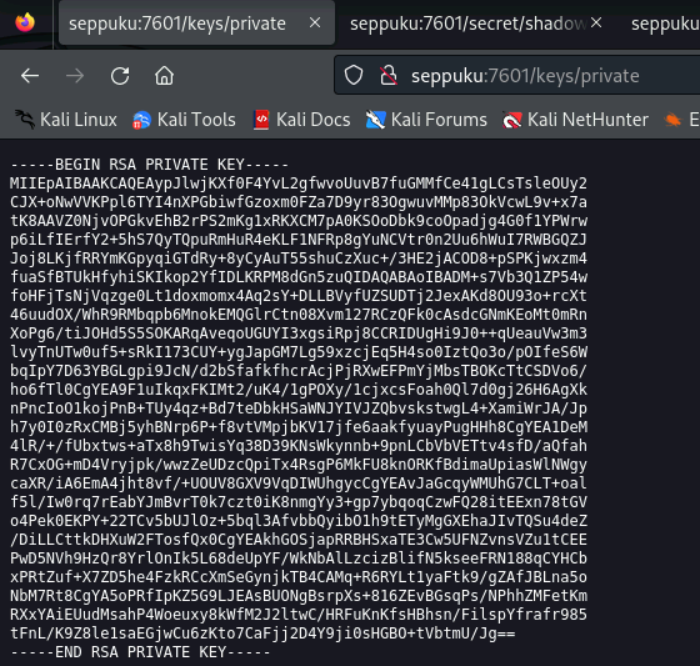 seppuku:7601/keys/private
seppuku:7601/secret/shadow
seppuku
seppuku:7601/keys/private
Kali Linux
Kali Tools
Kali Docs
Kali Forums
Kali NetHunter
E
-----BEGIN RSA PRIVATE KEY-----
MIIEpAIBAAKCAQEAypJlwjKXf0F4YvL2gfwvoUuvB7fuGMMfCe41gLCsTsleOUy2
CJX+oNwVVKPpl6TYI4nXPGbiwfGzoxm0FZa7D9yr83OgwuvMMp83OkVcwL9v+x7a
tK8AAVZ0NjvOPGkvEhB2rPS2mKg1xRKXCM7pA0KSOoDbk9coOpadjg4G0f1YPWrw
p6iLfIErfY2+5hS7QyTQpuRmHuR4eKLF1NFRp8gYuNCVtr0n2Uu6hWuI7RWBGQZJ
Joj8LKjfRRYmKGpyqiGTdRy+8yCyAuT55shuCzXuc+/3HE2jACOD8+pSPKjwxzm4
fuaSfBTUkHfyhiSKIkop2YfIDLKRPM8dGn5zuQIDAQABAoIBADM+s7Vb3Q1ZP54w
foHFjTsNjVqzge0Lt1doxmomx4Aq2sY+DLLBVyfUZSUDTj2JexAKd8OU93o+rcXt
46uudOX/WhR9RMbqpb6MnokEMQGlrCtn08Xvm127RCzQFk0cAsdcGNmKEoMt0mRn
XoPg6/tiJOHd5S5SOKARqAveqoUGUYI3xgsiRpj8CCRIDUgHi9J0++qUeauVw3m3
lvyTnUTw0uf5+sRkI173CUY+ygJapGM7Lg59xzcjEq5H4so0IztQo3o/pOIfeS6W
bqIpY7D63YBGLgpi9JcN/d2bSfafkfhcrAcjPjRXwEFPmYjMbsTBOKcTtCSDVo6/
ho6fTl0CgYEA9F1uIkqxFKIMt2/uK4/1gPOXy/1cjxcsFoah0Ql7d0gj26H6AgXk
nPncIoO1kojPnB+TUy4qz+Bd7teDbkHSaWNJYIVJZQbvskstwgL4+XamiWrJA/Jp
h7y0I0zRxCMBj5yhBNrp6P+f8vtVMpjbKV17jfe6aakfyuayPugHHh8CgYEA1DeM
4lR/+/fUbxtws+aTx8h9TwisYq38D39KNsWkynnb+9pnLCbVbVETtv4sfD/aQfah
R7CxOG+mD4Vryjpk/wwzZeUDzcQpiTx4RsgP6MkFU8knORKfBdimaUpiasWlNWgy
caXR/iA6EmA4jht8vf/+UOUV8GXV9VqDIWUhgycCgYEAvJaGcqyWMUhG7CLT+oal
f5l/Iw0rq7rEabYJmBvrT0k7czt0iK8nmgYy3+gp7ybqoqCzwFQ28itEExn78tGV
o4Pek0EKPY+22TCv5bUJlOz+5bql3AfvbbQyibO1h9tETyMgGXEhaJIvTQSu4deZ
/DiLLCttkDHXuW2FTosfQx0CgYEAkhGOSjapRRBHSxaTE3Cw5UFNZvnsVZu1tCEE
PwD5NVh9HzQr8YrlOnIk5L68deUpYF/WkNbAlLzcizBlifN5kseeFRN188qCYHCb
xPRtZuf+X7ZD5he4FzkRCcXmSeGynjkTB4CAMq+R6RYLt1yaFtk9/gZAfJBLna5o
NbM7Rt8CgYA5oPRfIpKZ5G9LJEAsBUONgBsrpXs+816ZEvBGsqPs/NPhhZMFetKm
RXxYAiEUudMsahP4Woeuxy8kWfM2J2ltwC/HRFuKnKfsHBhsn/FilspYfrafr985
tFnL/K9Z8le1saEGjwCu6zKto7CaFjj2D4Y9ji0sHGBO+tVbtmU/Jg==
-----END RSA PRIVATE KEY-----